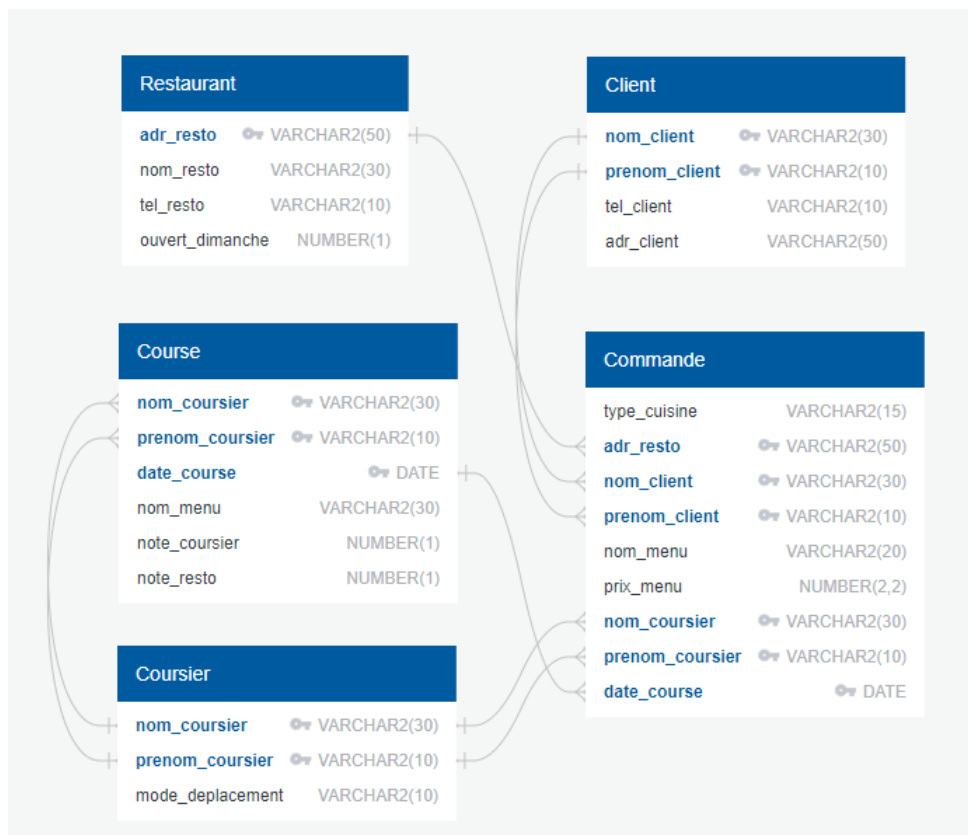 Restaurant
adr_resto VARCHAR2(50)
nom_resto VARCHAR2(30)
tel_resto VARCHAR2(10)
ouvert_dimanche NUMBER(1)
Client
nom_client VARCHAR2(30)
prenom_client VARCHAR2(10)
tel_client VARCHAR2(10)
adr_client VARCHAR2(50)
Course
nom_coursier VARCHAR2(30)
prenom_coursier VARCHAR2(10)
date_course DATE
nom_menu VARCHAR2(30)
note_coursier NUMBER(1)
note_resto NUMBER(1)
Commande
type_cuisine VARCHAR2(15)
adr_resto VARCHAR2(50)
nom_client VARCHAR2(30)
prenom_client VARCHAR2(10)
nom_menu VARCHAR2(20)
prix_menu NUMBER(2,2)
nom_coursier VARCHAR2(30)
prenom_coursier VARCHAR2(10)
date_course DATE
Coursier
nom_coursier VARCHAR2(30)
prenom_coursier VARCHAR2(10)
mode_deplacement VARCHAR2(10)